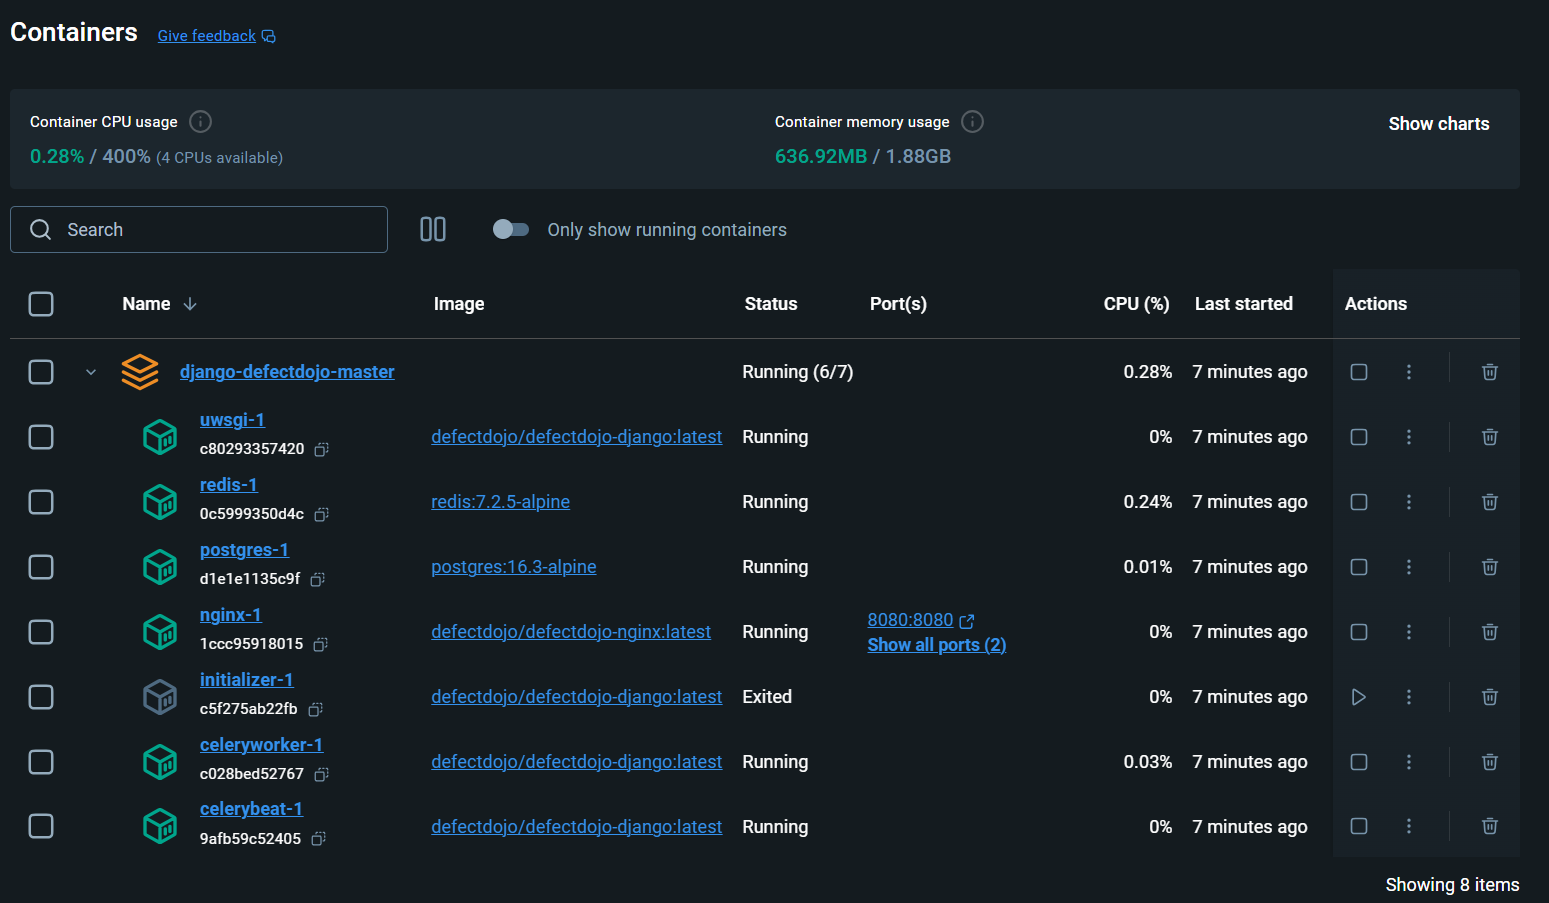 Containers Give feedback
Container CPU usage
0.28% / 400% (4 CPUs available)
Container memory usage
636.92MB / 1.88GB
Show charts
Search
Only show running containers
Name Image Status Port(s) CPU (%) Last started Actions
django-defectdojo-master Running (6/7) 0.28% 7 minutes ago
uwsgi-1
c80293357420
defectdojo/defectdojo-django:latest Running 0% 7 minutes ago
redis-1
0c5999350d4c
redis:7.2.5-alpine Running 0.24% 7 minutes ago
postgres-1
d1e1e1135c9f
postgres:16.3-alpine Running 0.01% 7 minutes ago
nginx-1
1ccc95918015
defectdojo/defectdojo-nginx:latest Running
8080:8080
Show all ports (2)
0% 7 minutes ago
initializer-1
c5f275ab22fb
defectdojo/defectdojo-django:latest Exited 0% 7 minutes ago
celeryworker-1
c028bed52767
defectdojo/defectdojo-django:latest Running 0.03% 7 minutes ago
celerybeat-1
9afb59c52405
defectdojo/defectdojo-django:latest Running 0% 7 minutes ago
Showing 8 items